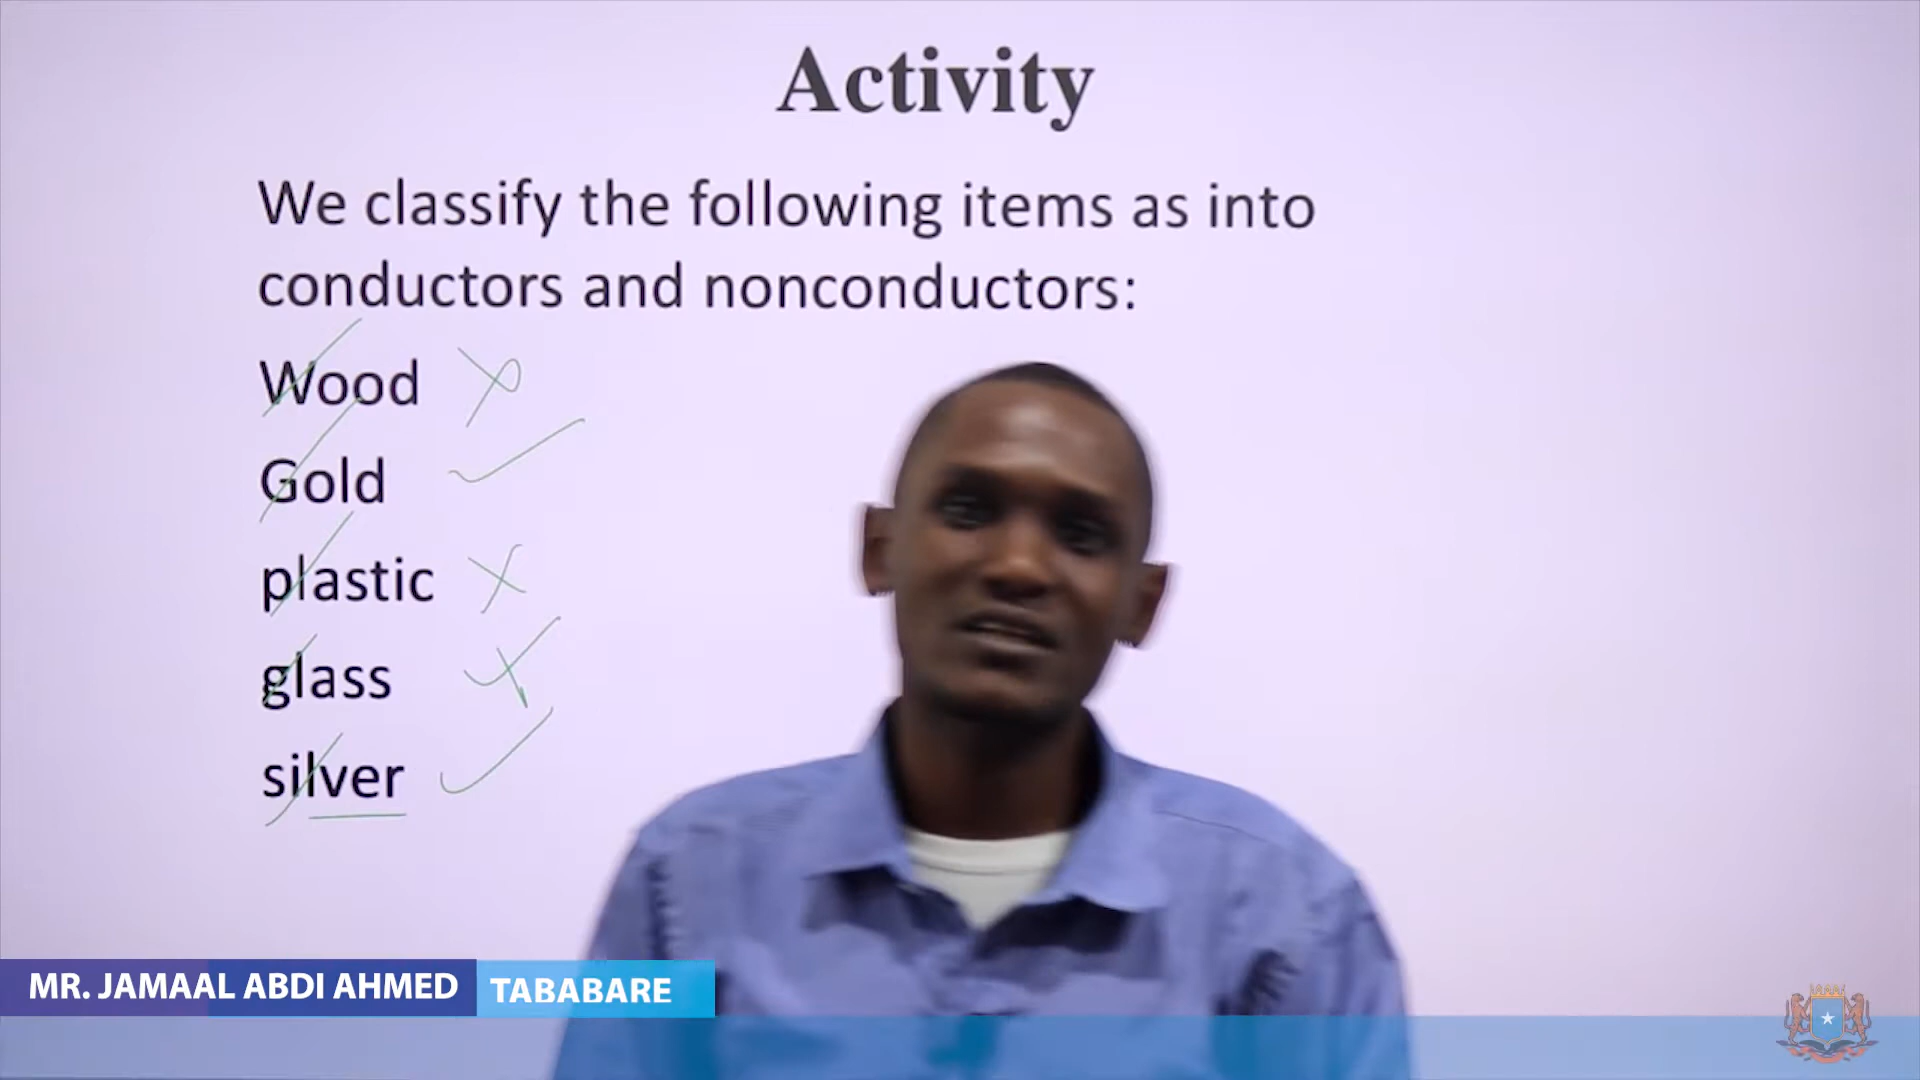 Activity
We classify the following items as into
conductors and nonconductors:
Wood
Gold
plastic
glass
silver
MR. JAMAAL ABDI AHMED TABABARE